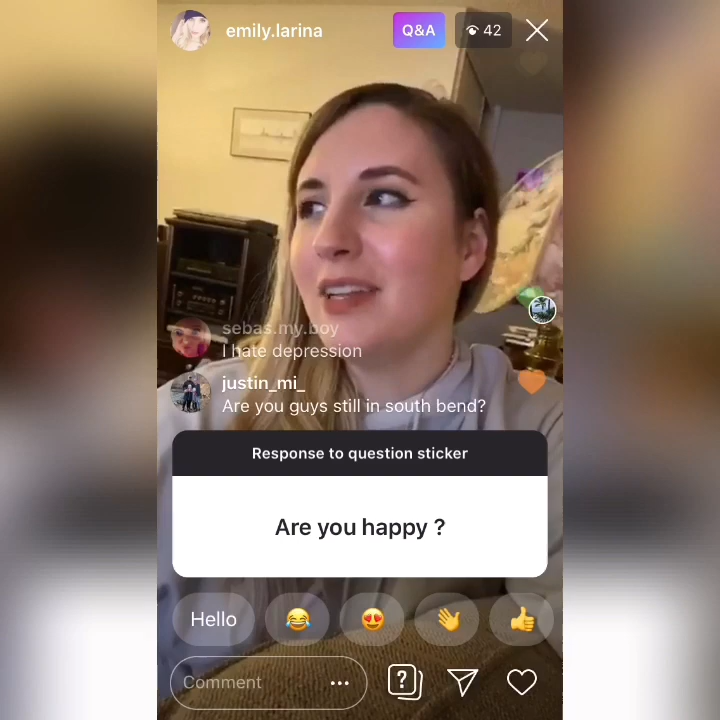 emily.larina
Q&A
42
sebas.my.boy
I hate depression
justin_mi_
Are you guys still in south bend?
Response to question sticker
Are you happy ?
Hello
Comment